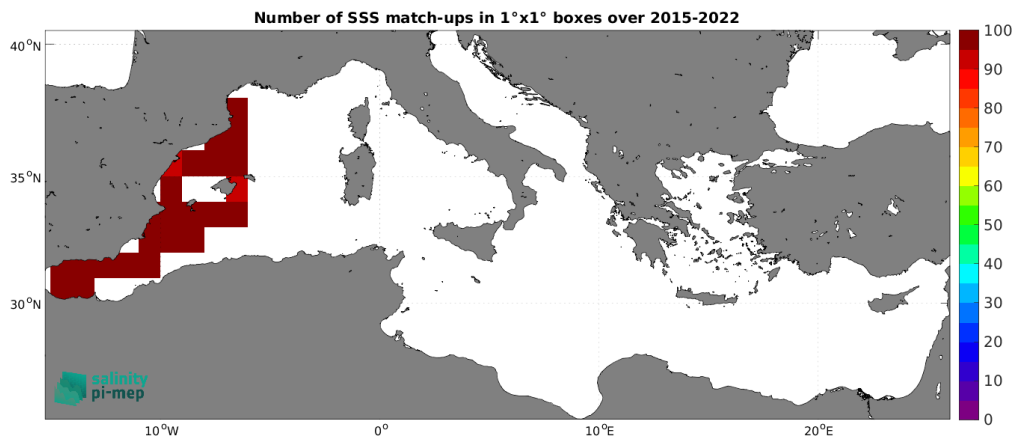 Number of SSS match-ups in 1°x1° boxes over 2015-2022
40°N
35°N
30°N
10°W
0°
10°E
20°E
100
90
80
70
60
50
40
30
20
10
0
salinity
pi-mep